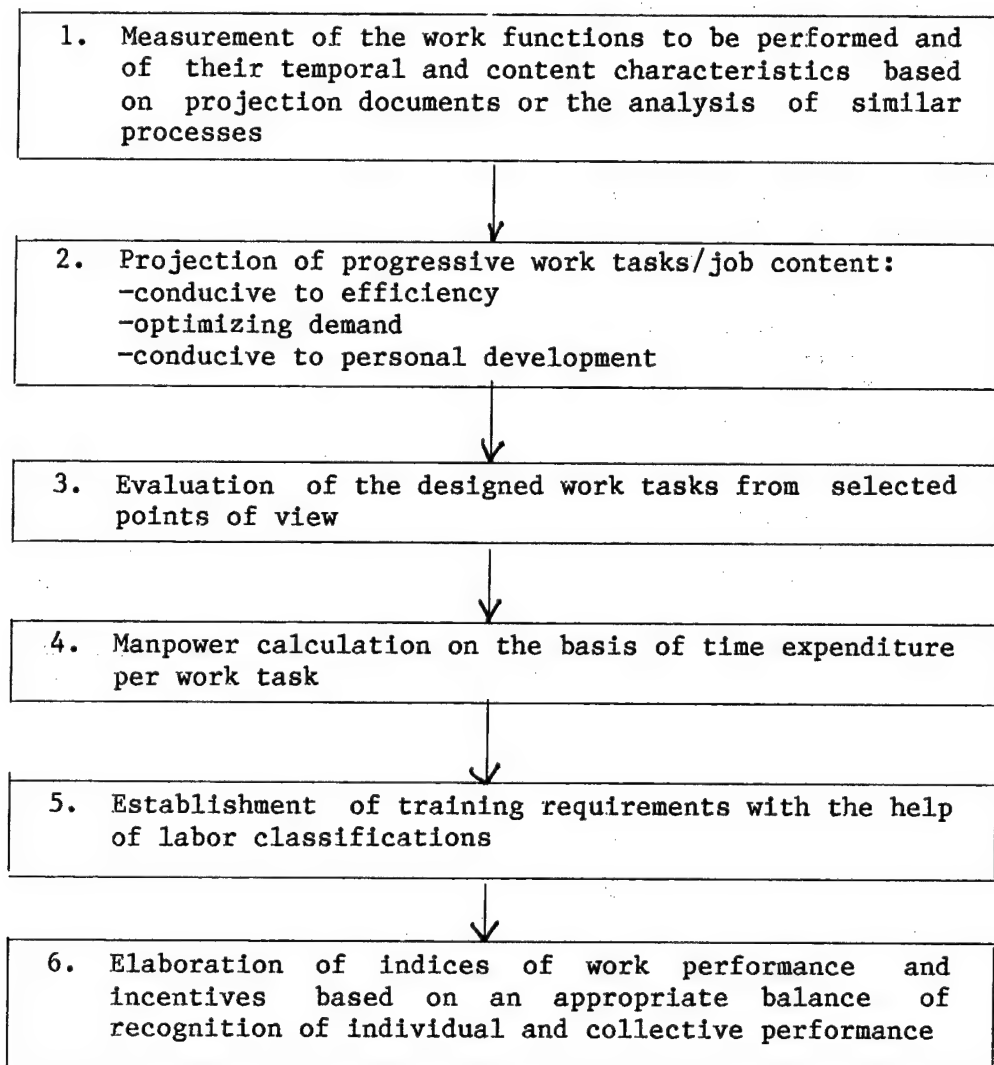 1. Measurement of the work functions to be performed and
of their temporal and content characteristics based
on projection documents or the analysis of similar
processes
2. Projection of progressive work tasks/job content:
-conducive to efficiency
-optimizing demand
-conducive to personal development
3. Evaluation of the designed work tasks from selected
points of view
4. Manpower calculation on the basis of time expenditure
per work task
5. Establishment of training requirements with the help
of labor classifications
6. Elaboration of indices of work performance and
incentives based on an appropriate balance of
recognition of individual and collective performance